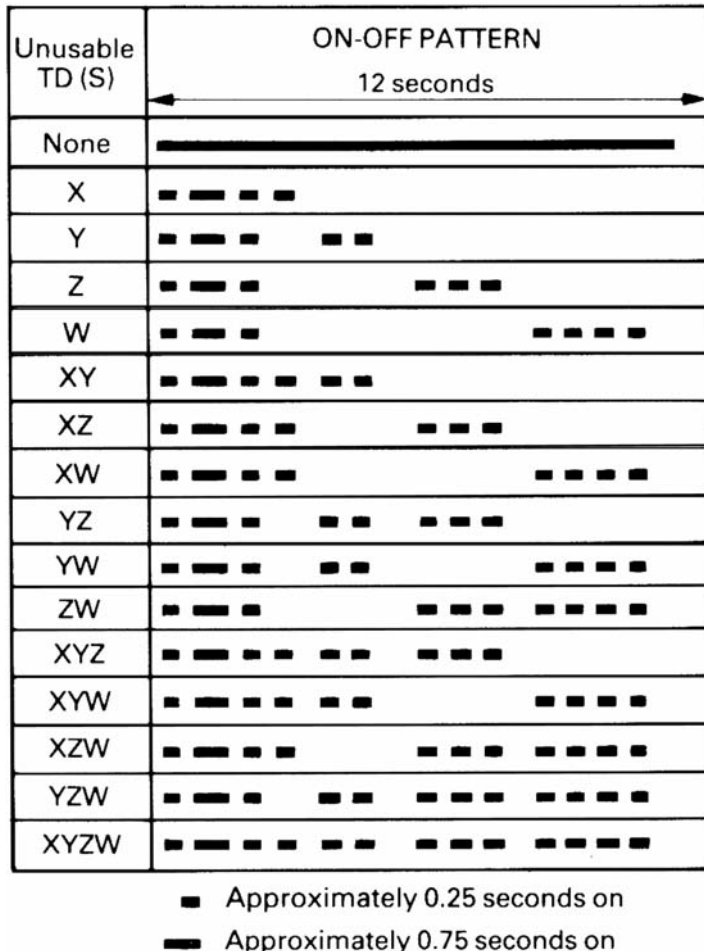 Unusable
TD (S)
ON-OFF PATTERN
12 seconds
None
X
Y
Z
W
XY
XZ
XW
YZ
YW
ZW
XYZ
XYW
XZW
YZW
XYZW
Approximately 0.25 seconds on
Approximately 0.75 seconds on